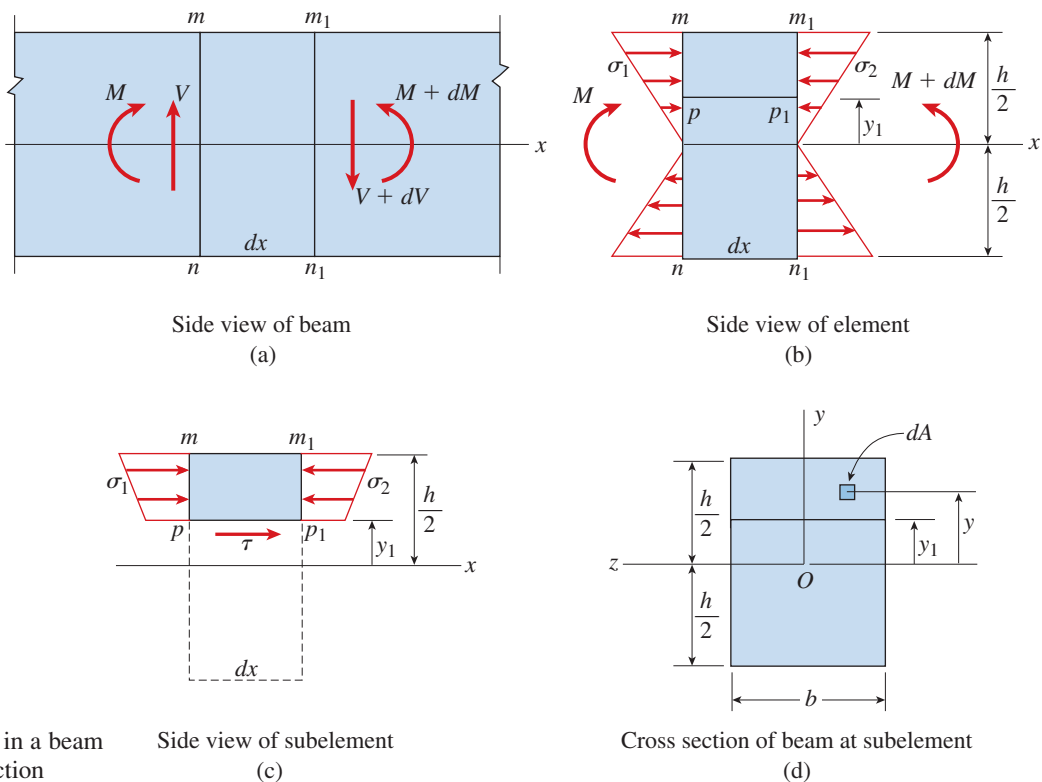 m
m₁
M
V
M + dM
x
V + dV
dx
n
n₁
Side view of beam
(a)
m
m₁
σ₁
σ₂
M
M + dM
h
2
p
p₁
y₁
x
h
2
dx
n
n₁
Side view of element
(b)
m
m₁
σ₁
σ₂
h
2
p
p₁
τ
y₁
x
dx
in a beam
ction
Side view of subelement
(c)
y
dA
h
2
y
y₁
z
O
h
2
b
Cross section of beam at subelement
(d)